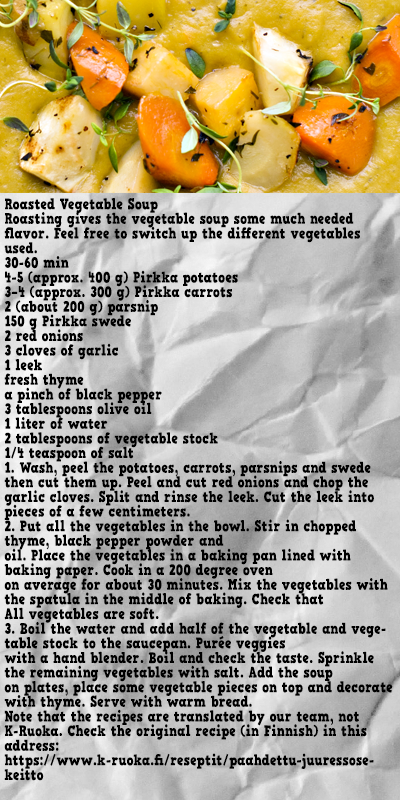 Roasted Vegetable Soup
Roasting gives the vegetable soup some much needed
flavor. Feel free to switch up the different vegetables
used.
30-60 min
4-5 (approx. 400 g) Pirkka potatoes
3-4 (approx. 300 g) Pirkka carrots
2 (about 200 g) parsnip
150 g Pirkka swede
2 red onions
3 cloves of garlic
1 leek
fresh thyme
a pinch of black pepper
3 tablespoons olive oil
1 liter of water
2 tablespoons of vegetable stock
1/4 teaspoon of salt
1. Wash, peel the potatoes, carrots, parsnips and swede
then cut them up. Peel and cut red onions and chop the
garlic cloves. Split and rinse the leek. Cut the leek into
pieces of a few centimeters.
2. Put all the vegetables in the bowl. Stir in chopped
thyme, black pepper powder and
oil. Place the vegetables in a baking pan lined with
baking paper. Cook in a 200 degree oven
on average for about 30 minutes. Mix the vegetables with
the spatula in the middle of baking. Check that
All vegetables are soft.
3. Boil the water and add half of the vegetable and vege-
table stock to the saucepan. Purée veggies
with a hand blender. Boil and check the taste. Sprinkle
the remaining vegetables with salt. Add the soup
on plates, place some vegetable pieces on top and decorate
with thyme. Serve with warm bread.
Note that the recipes are translated by our team, not
K-Ruoka. Check the original recipe (in Finnish) in this
address:
https://www.k-ruoka.fi/reseptit/paahdettu-juuressose-
keitto